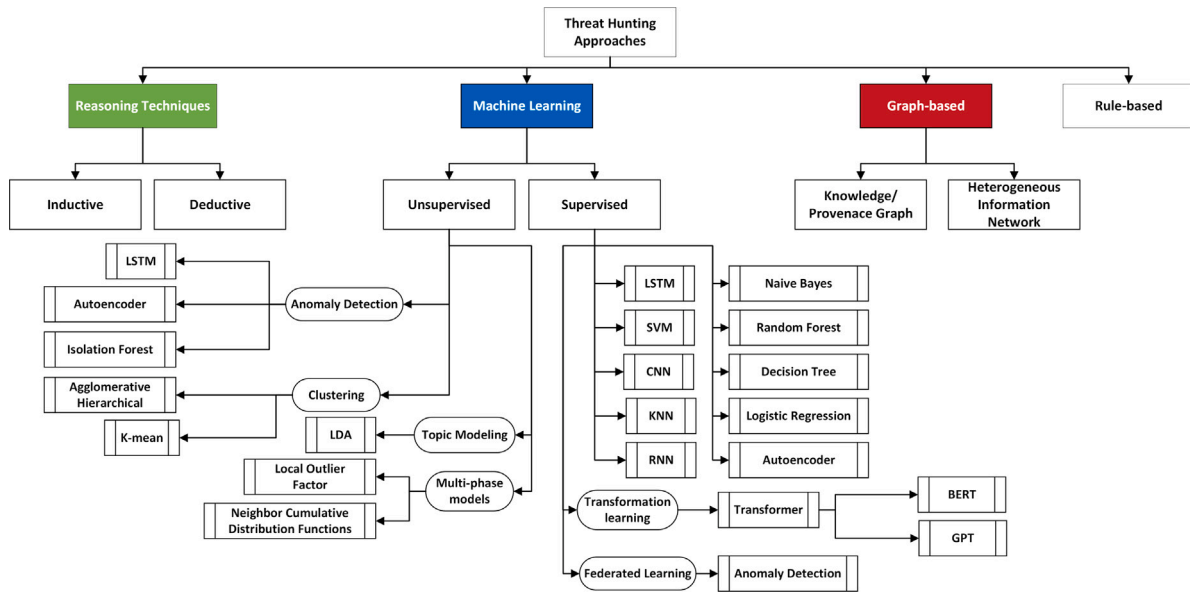 Threat Hunting
Approaches
Reasoning Techniques
Machine Learning
Graph-based
Rule-based
Inductive
Deductive
Unsupervised
Supervised
Knowledge/
Provenace Graph
Heterogeneous
Information
Network
LSTM
Autoencoder
Isolation Forest
Anomaly Detection
Agglomerative
Hierarchical
K-mean
Clustering
LDA
Topic Modeling
Local Outlier
Factor
Neighbor Cumulative
Distribution Functions
Multi-phase
models
LSTM
SVM
CNN
KNN
RNN
Naive Bayes
Random Forest
Decision Tree
Logistic Regression
Autoencoder
Transformation
learning
Transformer
BERT
GPT
Federated Learning
Anomaly Detection